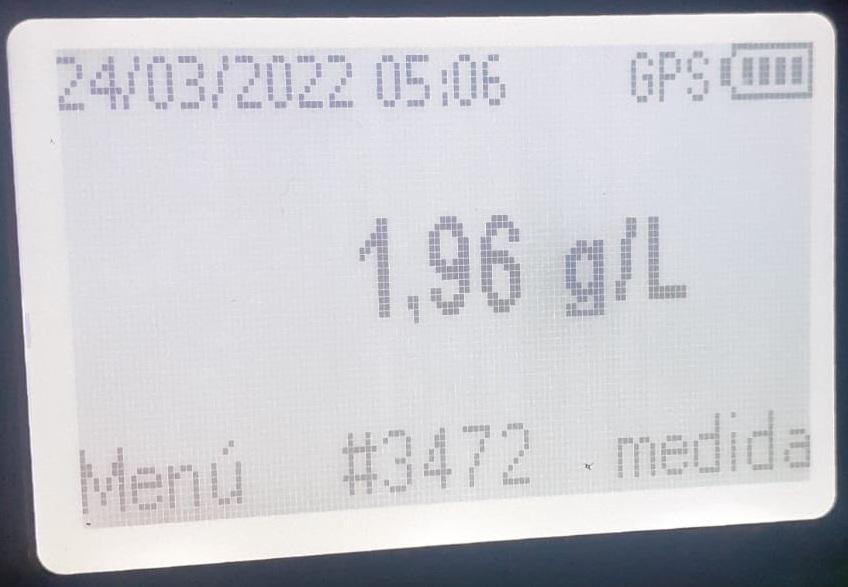 24/03/2022 05:06 GPS
1,96 g/L
Menú #3472 medida